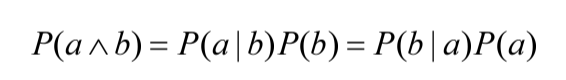 P(a ∧ b) = P(a | b)P(b) = P(b | a)P(a)